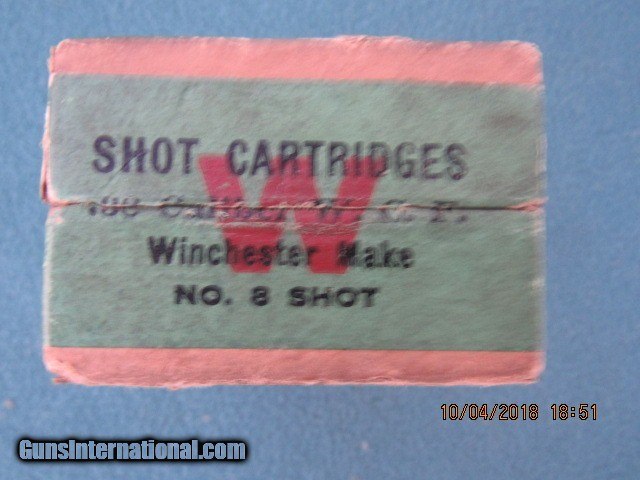 SHOT CARTRIDGES
W. C. F.
W
Winchester Make
NO. 8 SHOT
10/04/2018 18:51
GunsInternational.com